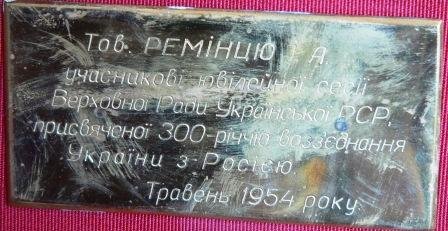 Тов. РЕМІНЦЮ І А
учасникові ювілейної сесії
Верховної Ради Української РСР,
присвяченої 300-річчю возз'єднання
України з Росією
Травень 1954 року